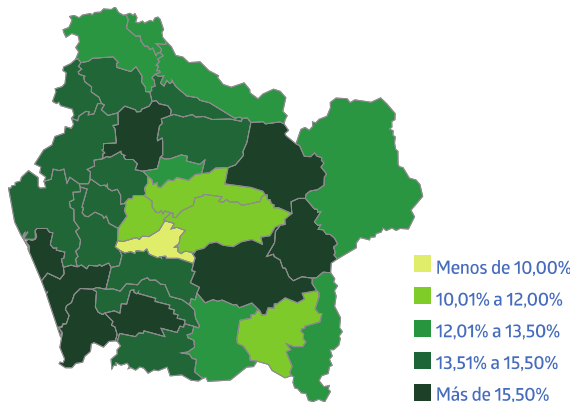 Menos de 10,00%
10,01% a 12,00%
12,01% a 13,50%
13,51% a 15,50%
Más de 15,50%